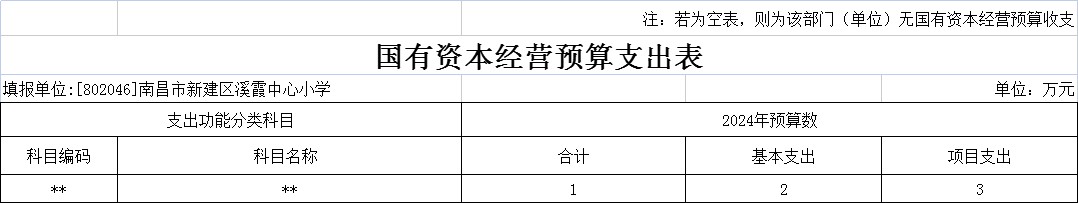 注：若为空表，则为该部门（单位）无国有资本经营预算收支
国有资本经营预算支出表
填报单位:[802046]南昌市新建区溪霞中心小学 单位：万元
支出功能分类科目 2024年预算数
科目编码 科目名称 合计 基本支出 项目支出
** ** 1 2 3